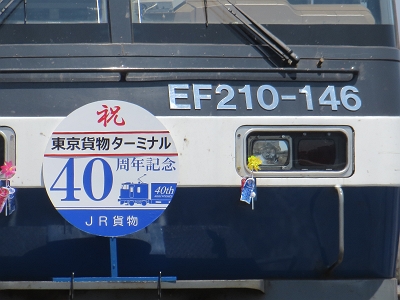 EF210-146
祝
東京貨物ターミナル
40周年記念
40th
JR貨物